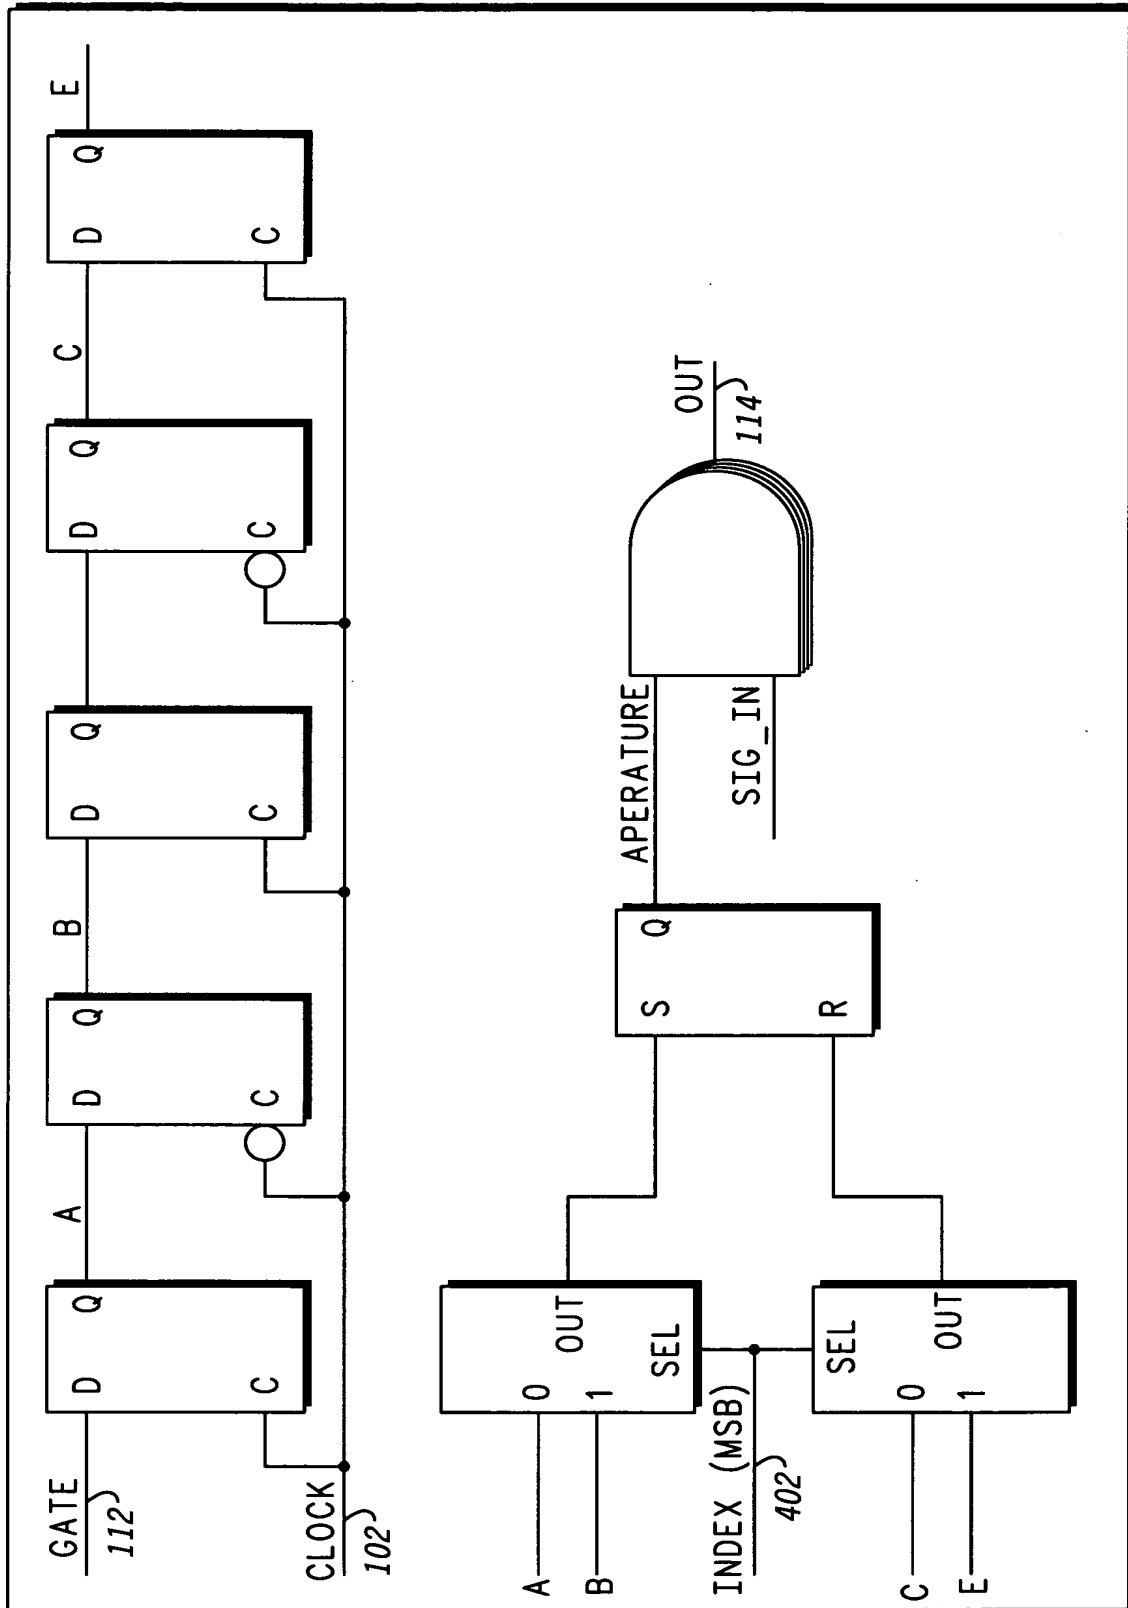 GATE
112
D
Q
C
A
D
Q
C
B
D
Q
C
D
Q
C
C
D
Q
C
E
CLOCK
102
A
B
0
1
OUT
SEL
INDEX (MSB)
402
C
E
SEL
0
1
OUT
S
R
Q
APERATURE
SIG_IN
OUT
114